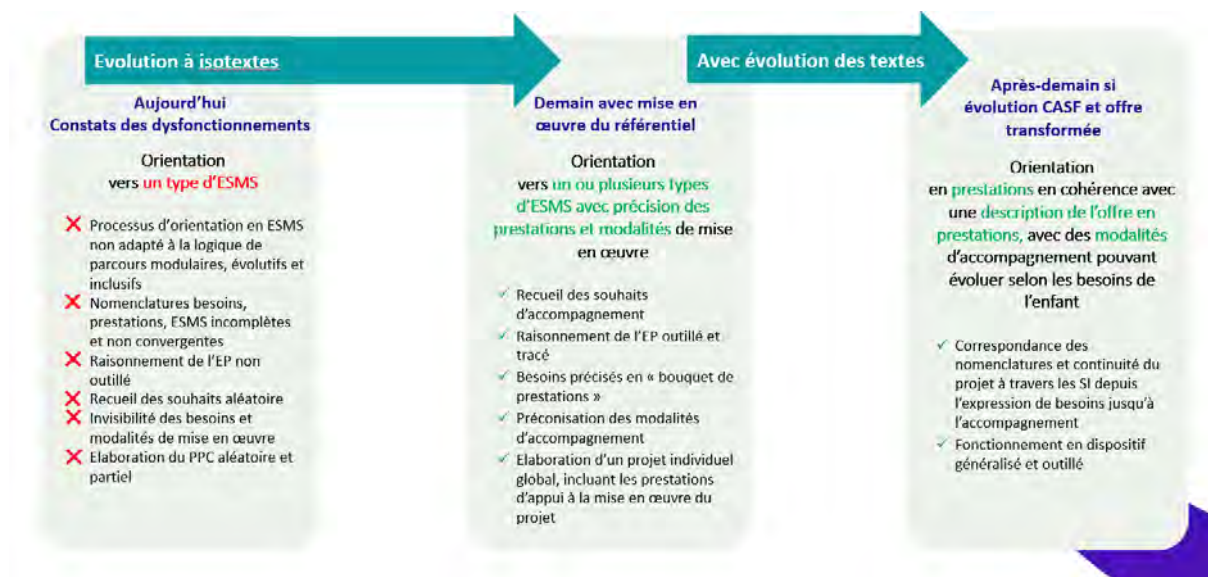 Evolution à isotextes
Avec évolution des textes
Aujourd'hui
Constats des dysfonctionnements
Orientation
vers un type d'ESMS
Processus d'orientation en ESMS
non adapté à la logique de
parcours modulaires, évolutifs et
inclusifs
Nomenclatures besoins,
prestations, ESMS incomplètes
et non convergentes
Raisonnement de l'EP non
outillé
Recueil des souhaits aléatoire
Invisibilité des besoins et
modalités de mise en œuvre
Elaboration du PPC aléatoire et
partiel
Demain avec mise en
œuvre du référentiel
Orientation
vers un ou plusieurs types
d'ESMS avec précision des
prestations et modalités de mise
en œuvre
Recueil des souhaits
d'accompagnement
Raisonnement de l'EP outillé et
tracé
Besoins précisés en « bouquet de
prestations »
Préconisation des modalités
d'accompagnement
Elaboration d'un projet individuel
global, incluant les prestations
d'appui à la mise en œuvre du
projet
Après-demain si
évolution CASF et offre
transformée
Orientation
en prestations en cohérence avec
une description de l'offre en
prestations, avec des modalités
d'accompagnement pouvant
évoluer selon les besoins de
l'enfant
Correspondance des
nomenclatures et continuité du
projet à travers les SI depuis
l'expression de besoins jusqu'à
l'accompagnement
Fonctionnement en dispositif
généralisé et outillé